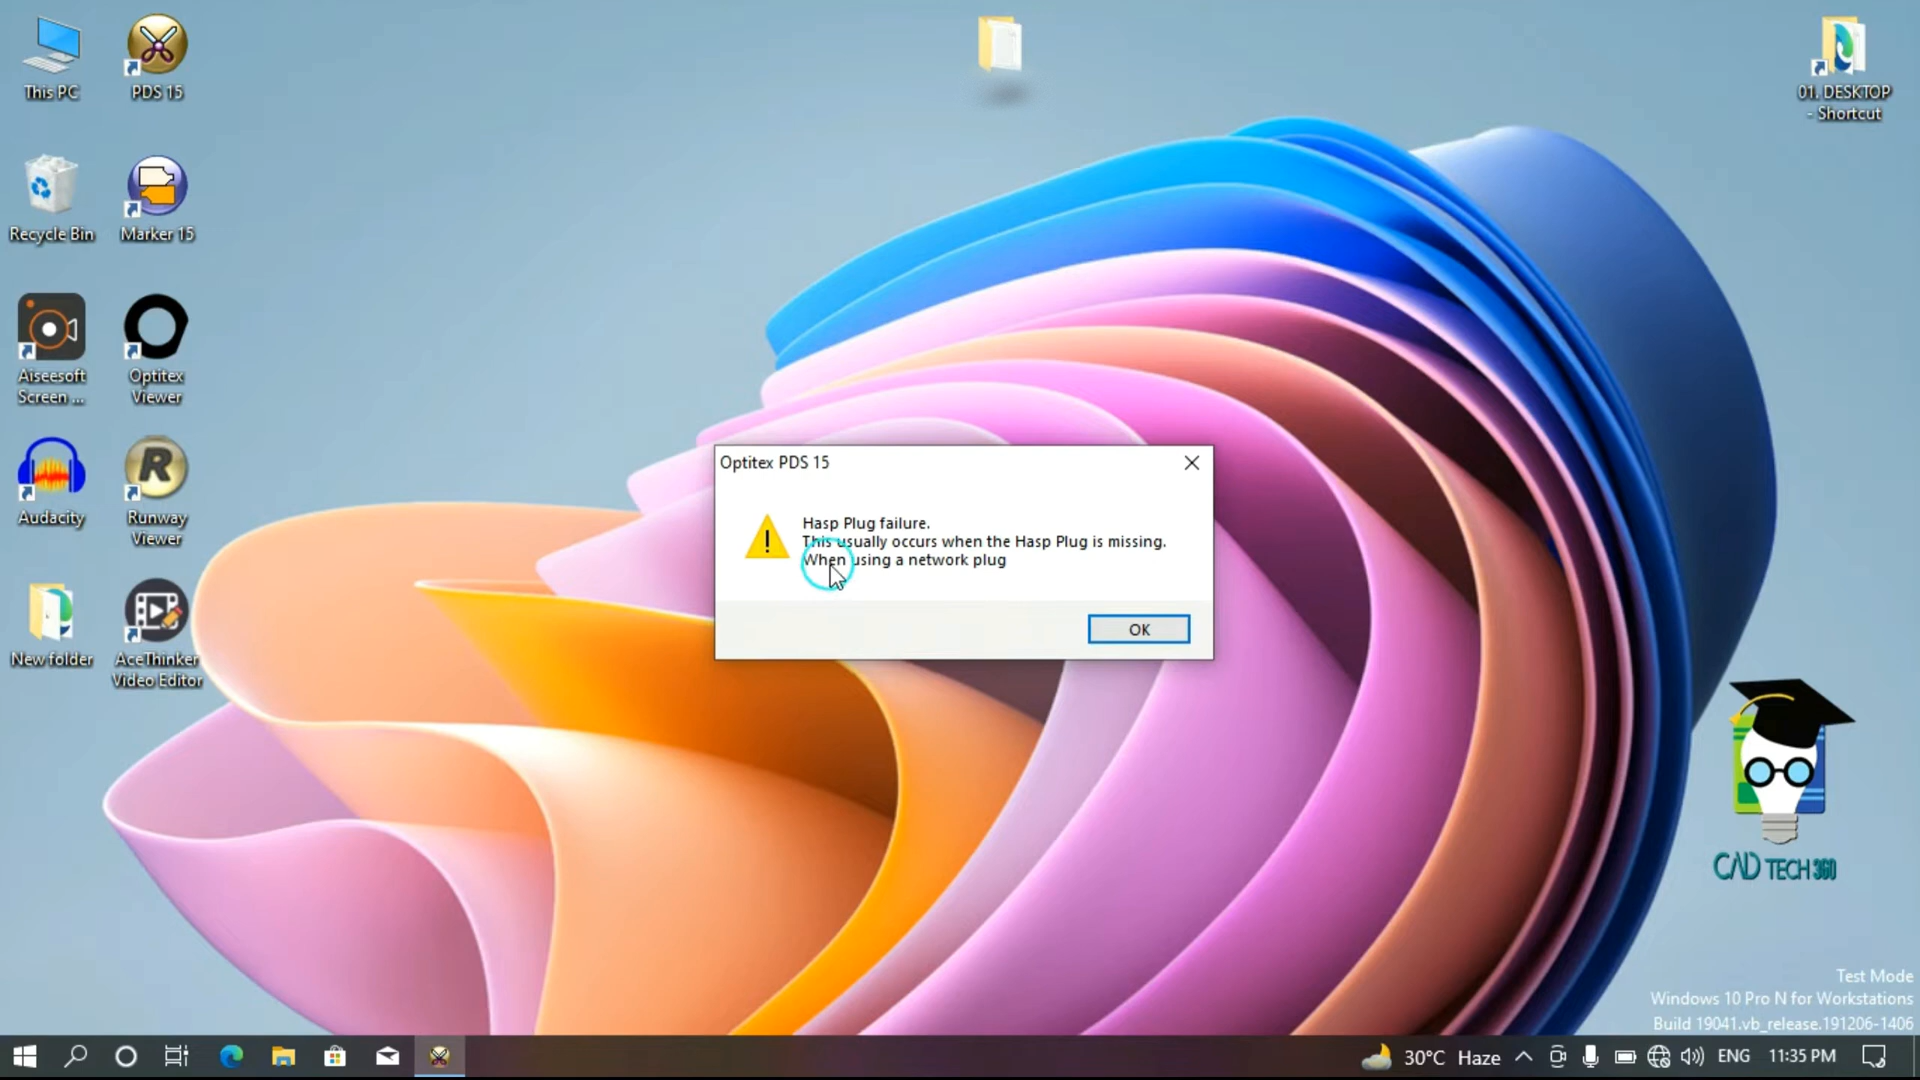 This PC
PDS 15
01. DESKTOP
- Shortcut
Recycle Bin
Marker 15
Aiseesoft
Screen ...
Optitex
Viewer
Audacity
Runway
Viewer
New folder
AceThinker
Video Editor
Optitex PDS 15
Hasp Plug failure.
This usually occurs when the Hasp Plug is missing.
When using a network plug
OK
CAD TECH 360
Test Mode
Windows 10 Pro N for Workstations
Build 19041.vb_release.191206-1406
30°C Haze
ENG
11:35 PM